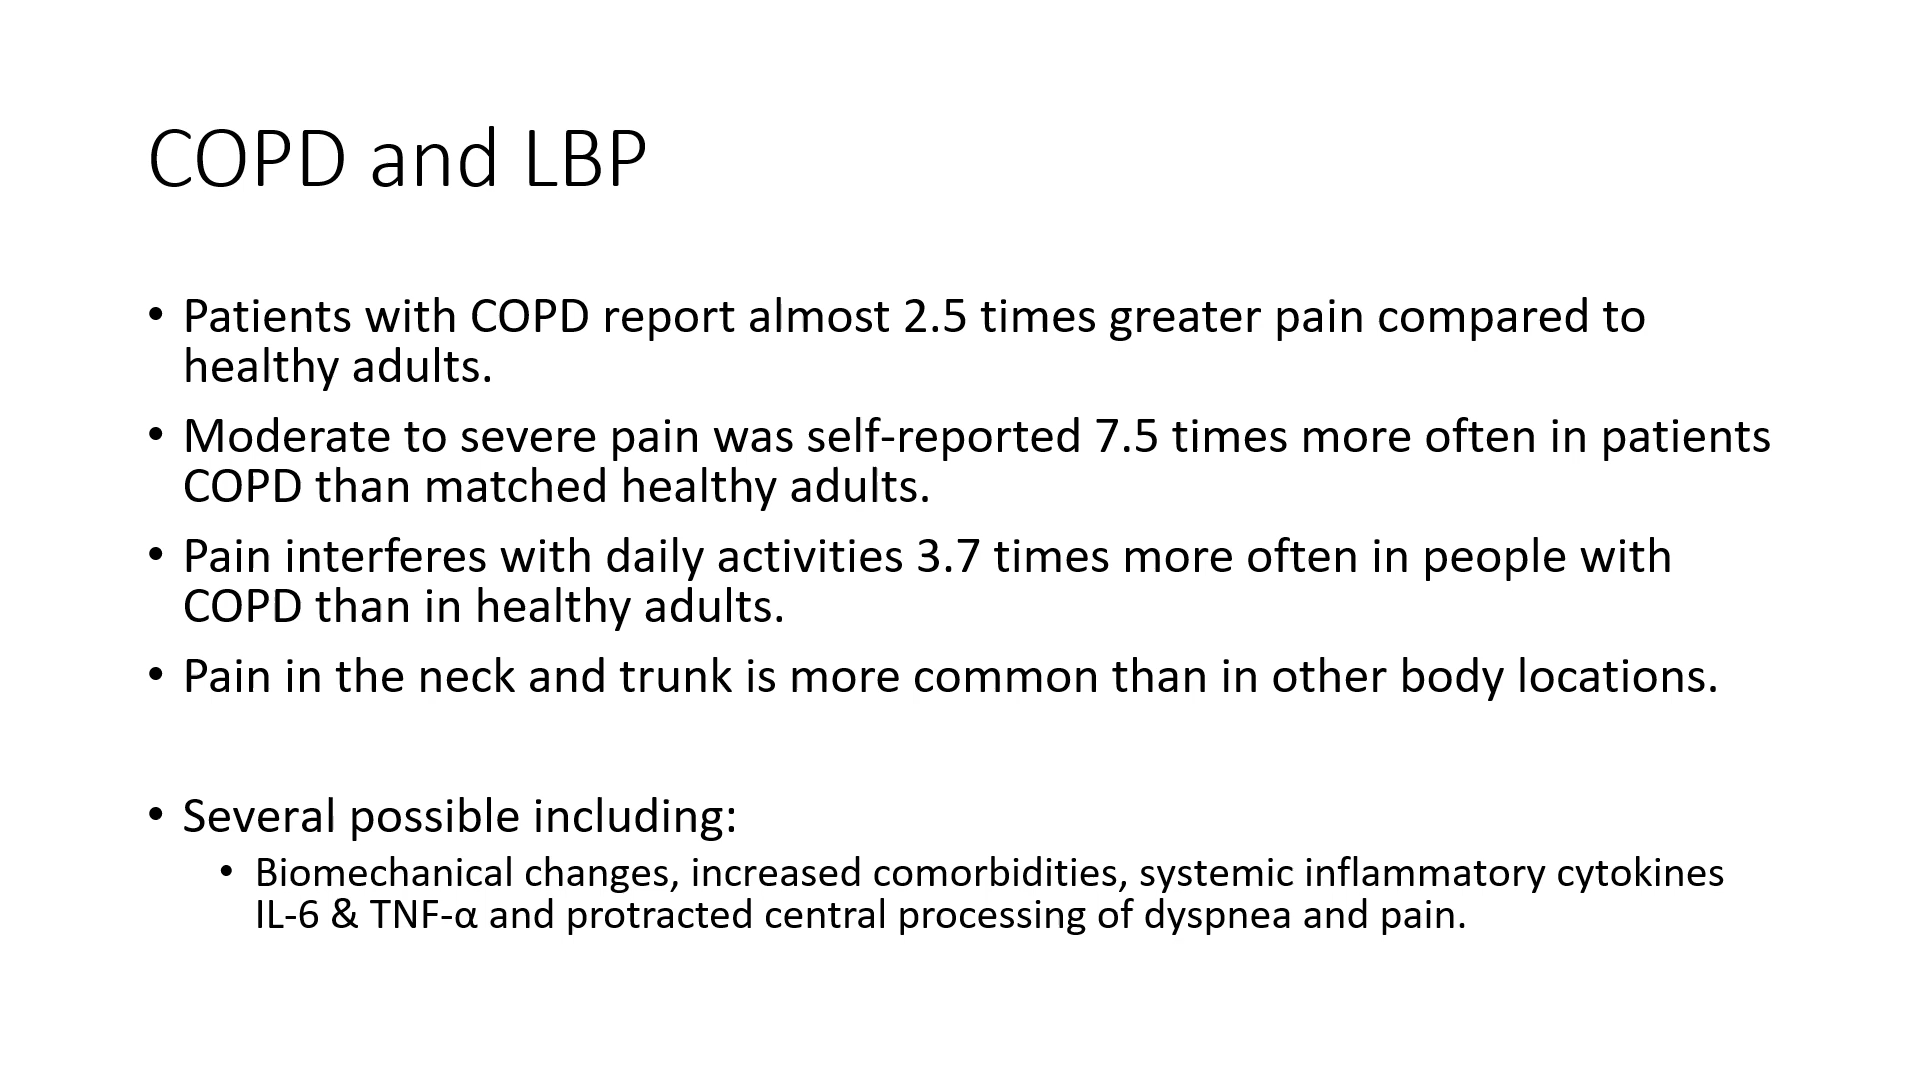 COPD and LBP
• Patients with COPD report almost 2.5 times greater pain compared to
healthy adults.
• Moderate to severe pain was self-reported 7.5 times more often in patients
COPD than matched healthy adults.
• Pain interferes with daily activities 3.7 times more often in people with
COPD than in healthy adults.
• Pain in the neck and trunk is more common than in other body locations.
• Several possible including:
• Biomechanical changes, increased comorbidities, systemic inflammatory cytokines
IL-6 & TNF-α and protracted central processing of dyspnea and pain.